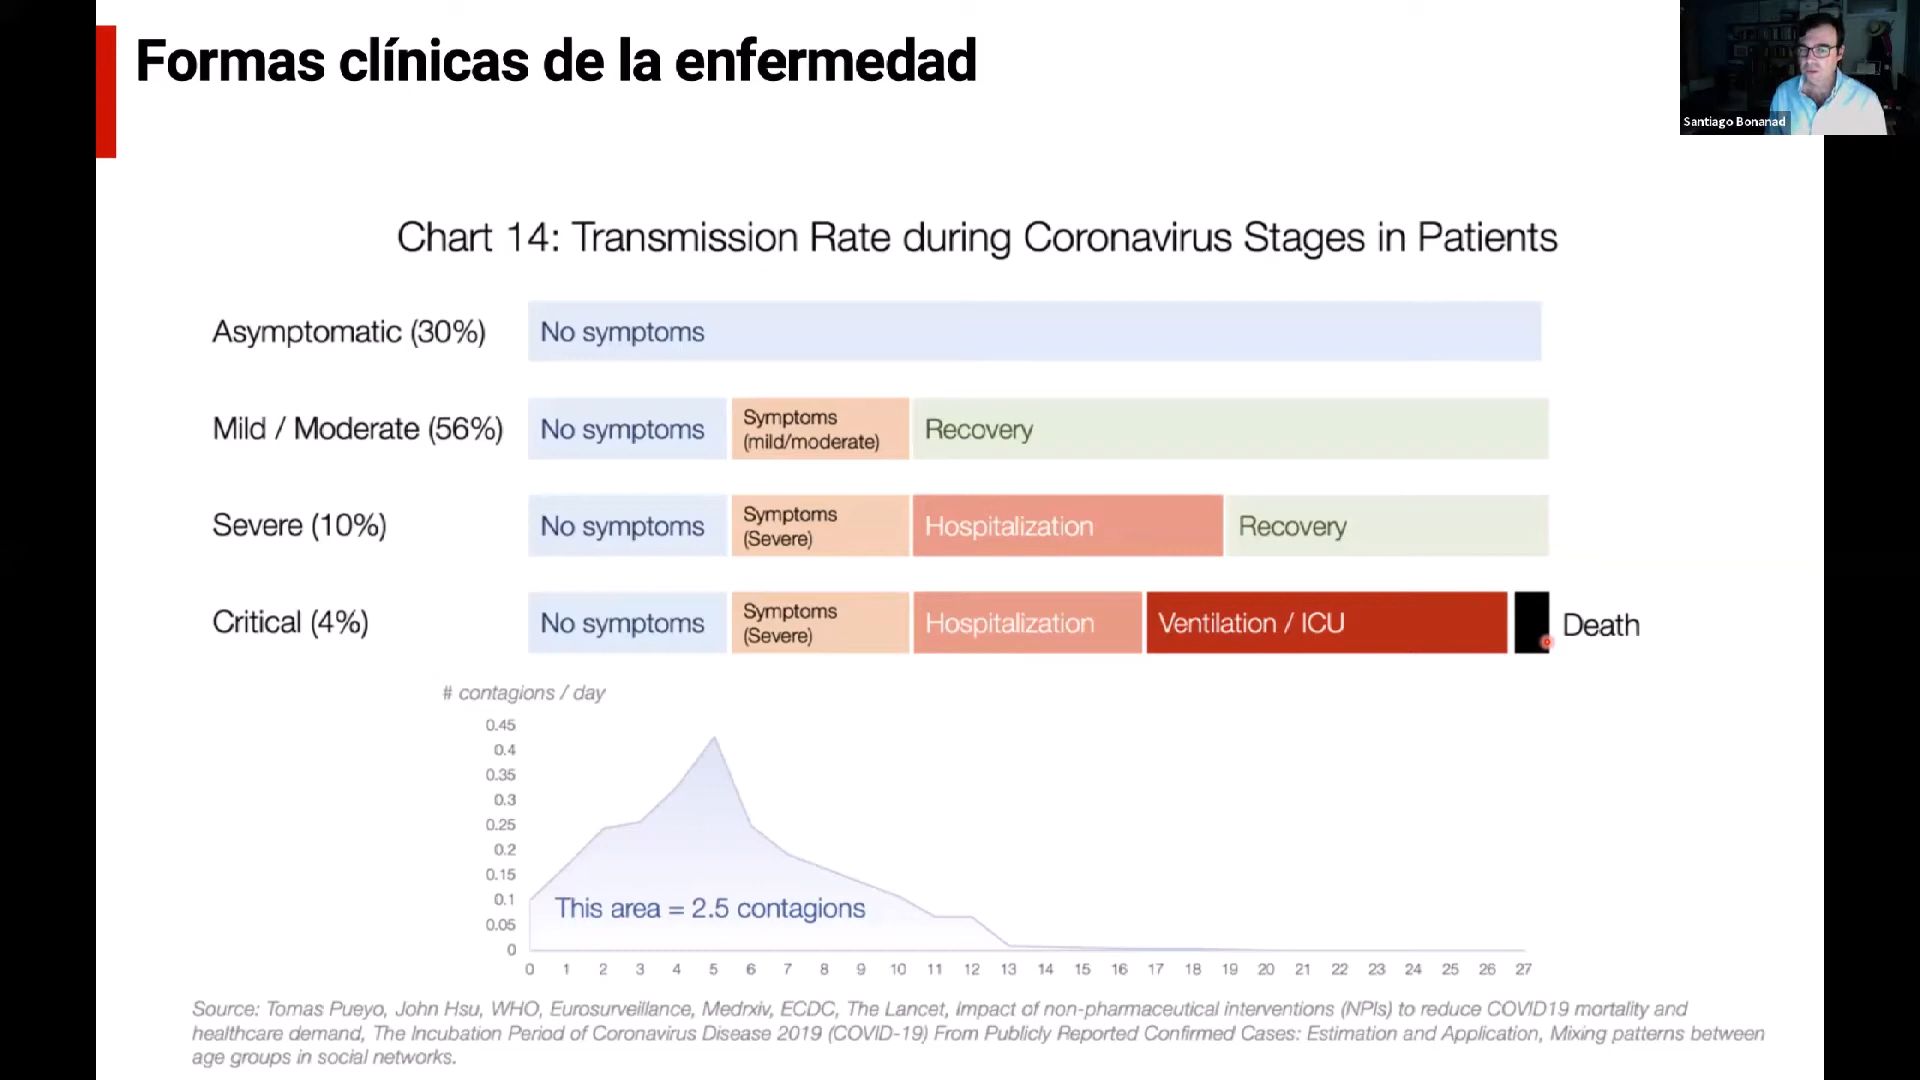 Formas clínicas de la enfermedad
Santiago Bonanad
Chart 14: Transmission Rate during Coronavirus Stages in Patients
Asymptomatic (30%)
No symptoms
Mild / Moderate (56%)
No symptoms
Symptoms
(mild/moderate)
Recovery
Severe (10%)
No symptoms
Symptoms
(Severe)
Hospitalization
Recovery
Critical (4%)
No symptoms
Symptoms
(Severe)
Hospitalization
Ventilation / ICU
Death
# contagions / day
0.45
0.4
0.35
0.3
0.25
0.2
0.15
0.1
0.05
0
This area = 2.5 contagions
0 1 2 3 4 5 6 7 8 9 10 11 12 13 14 15 16 17 18 19 20 21 22 23 24 25 26 27
Source: Tomas Pueyo, John Hsu, WHO, Eurosurveillance, Medrxiv, ECDC, The Lancet, Impact of non-pharmaceutical interventions (NPIs) to reduce COVID19 mortality and
healthcare demand, The Incubation Period of Coronavirus Disease 2019 (COVID-19) From Publicly Reported Confirmed Cases: Estimation and Application, Mixing patterns between
age groups in social networks.